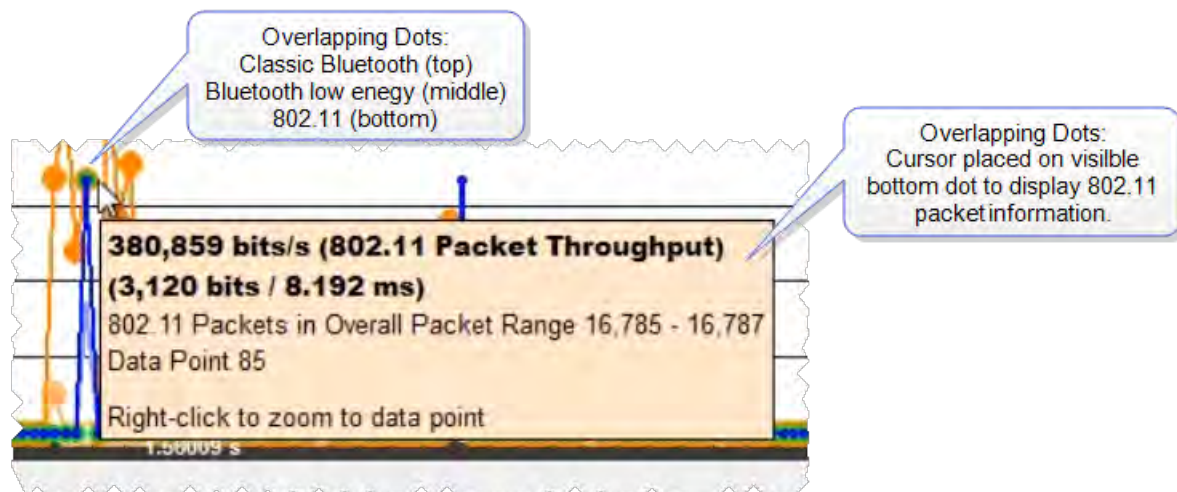 Overlapping Dots:
Classic Bluetooth (top)
Bluetooth low enegy (middle)
802.11 (bottom)
Overlapping Dots:
Cursor placed on visilble
bottom dot to display 802.11
packet information.
380,859 bits/s (802.11 Packet Throughput)
(3,120 bits / 8.192 ms)
802.11 Packets in Overall Packet Range 16,785 - 16,787
Data Point 85
Right-click to zoom to data point
1.56009 s